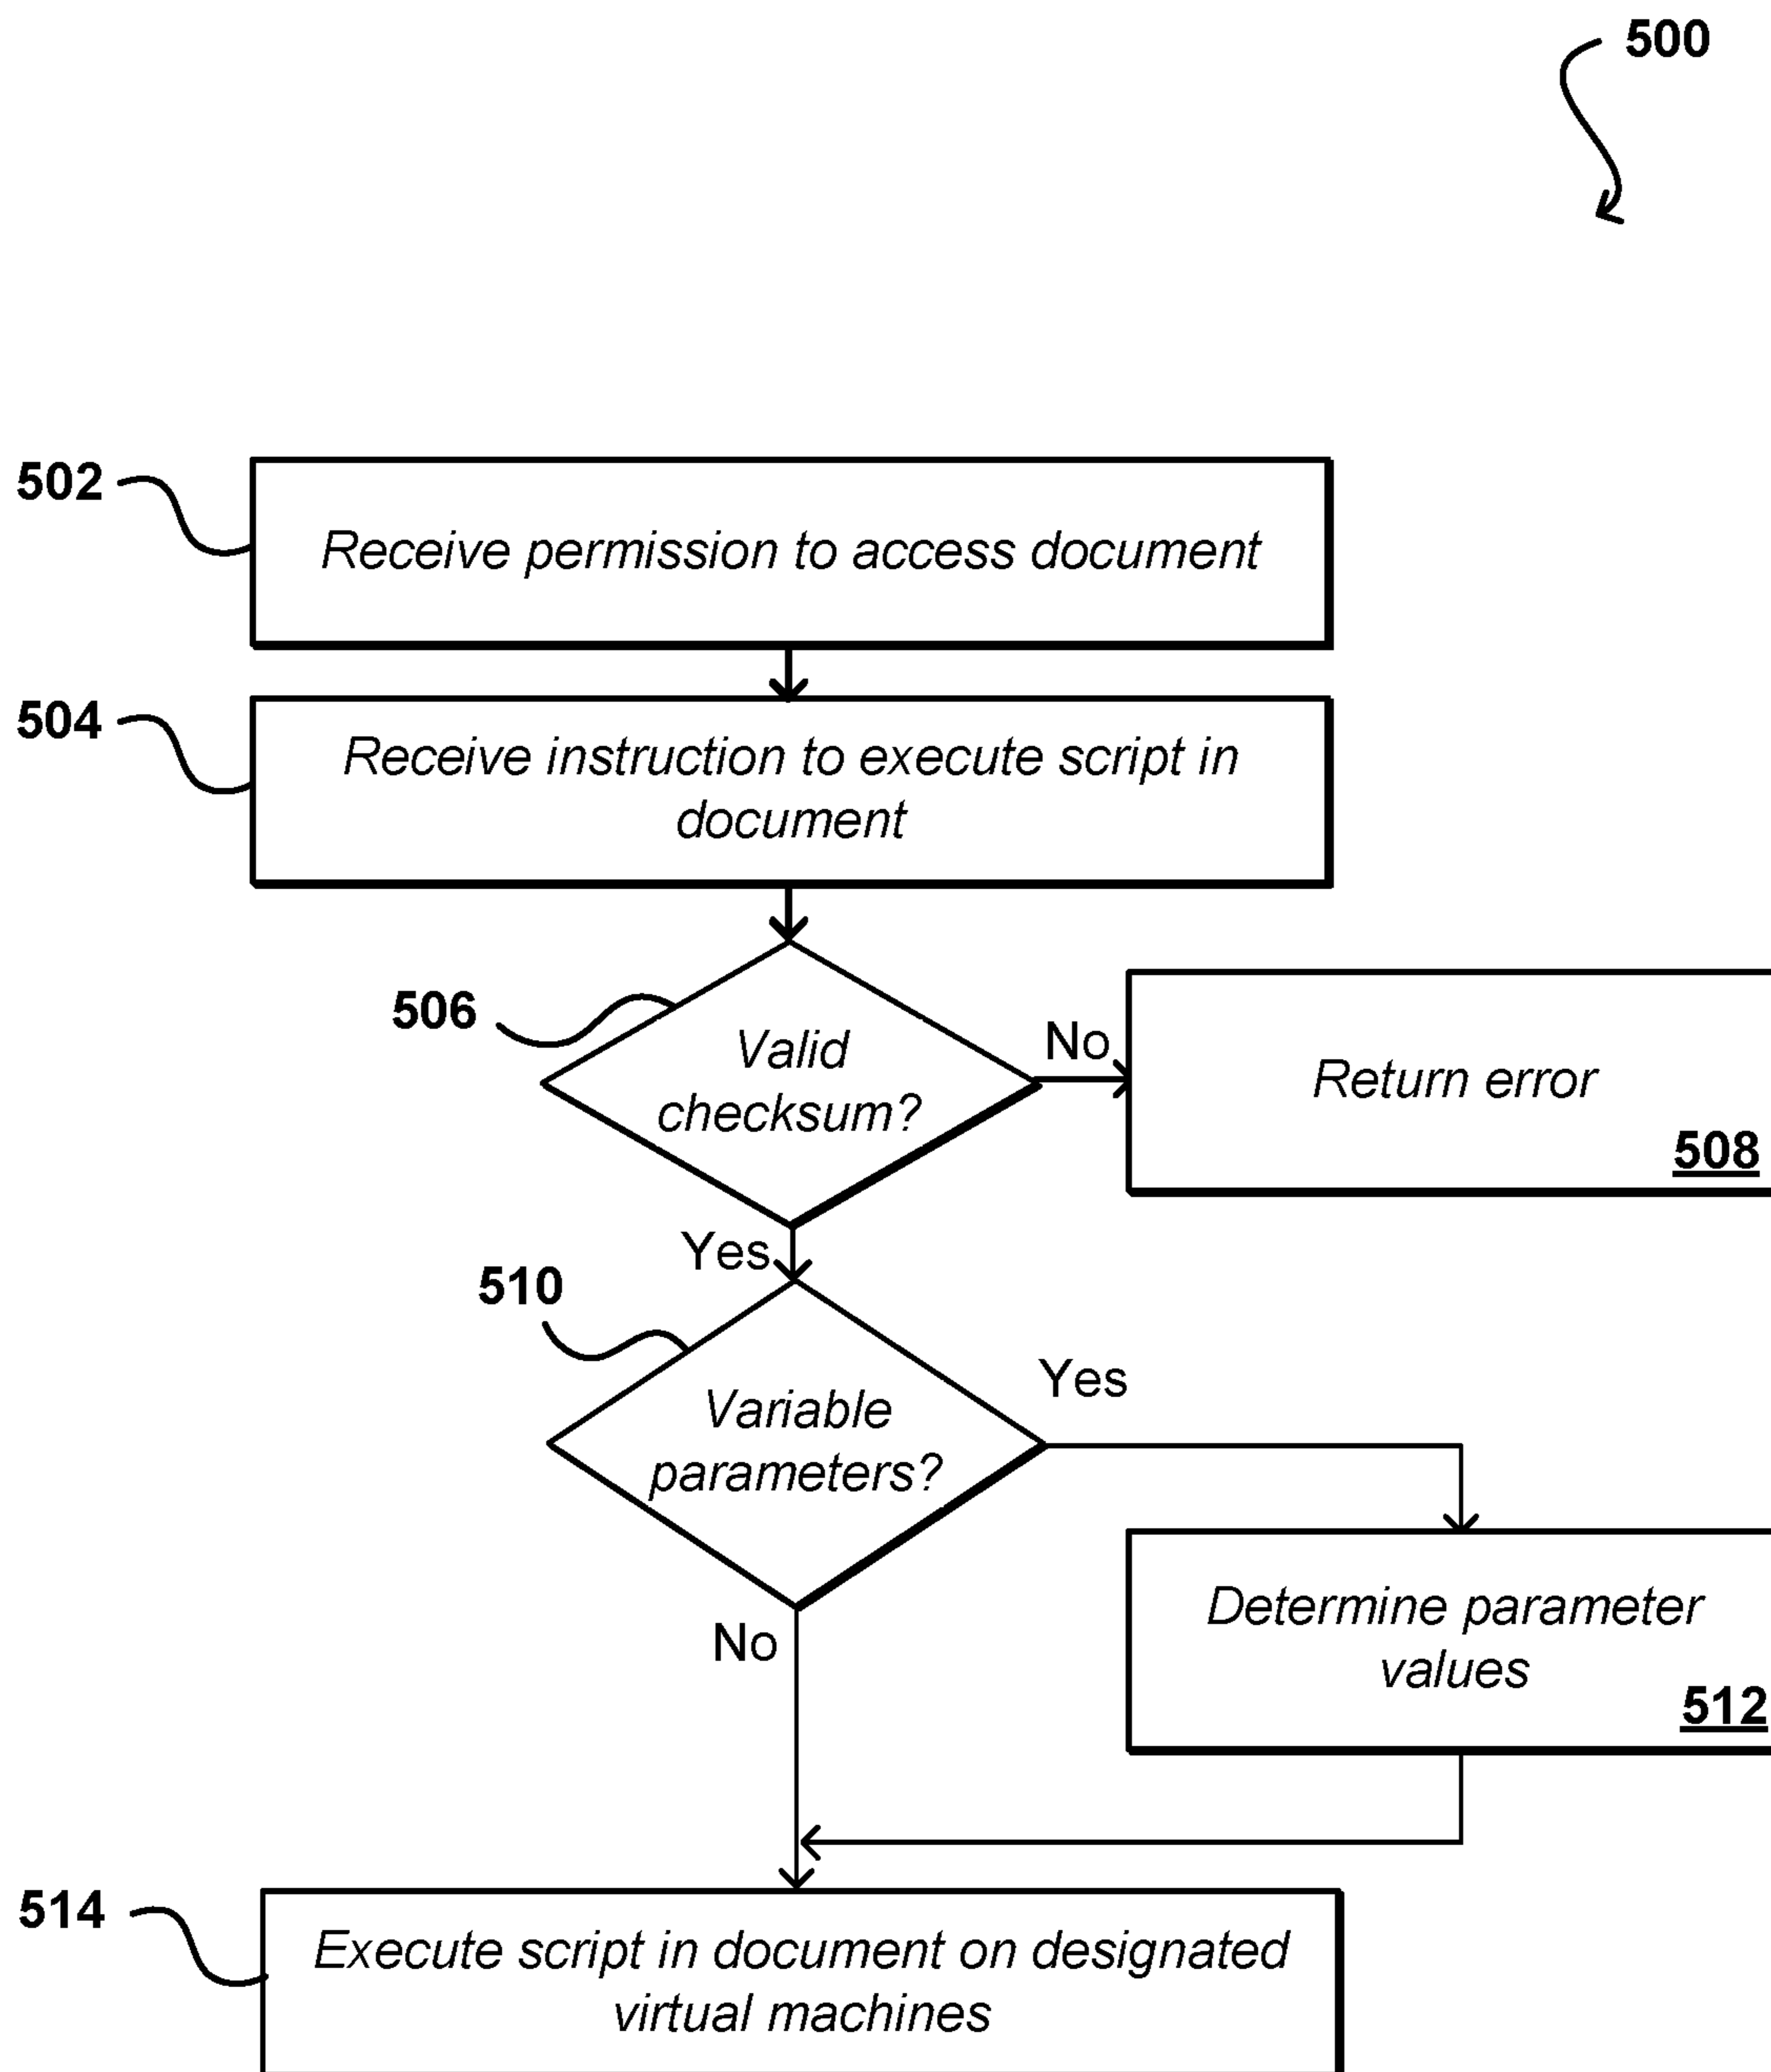 500
502
Receive permission to access document
504
Receive instruction to execute script in
document
506
Valid
checksum?
No
Return error
508
Yes
510
Variable
parameters?
Yes
Determine parameter
values
512
No
514
Execute script in document on designated
virtual machines